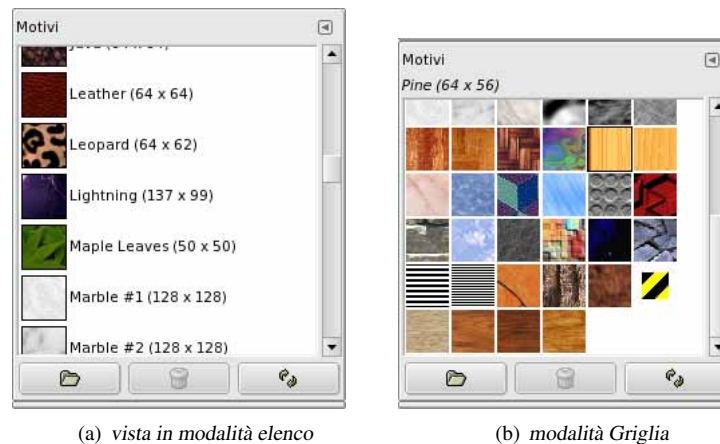 Motivi
Leather (64 x 64)
Leopard (64 x 62)
Lightning (137 x 99)
Maple Leaves (50 x 50)
Marble #1 (128 x 128)
Marble #2 (128 x 128)
(a) vista in modalità elenco
Motivi
Pine (64 x 56)
(b) modalità Griglia